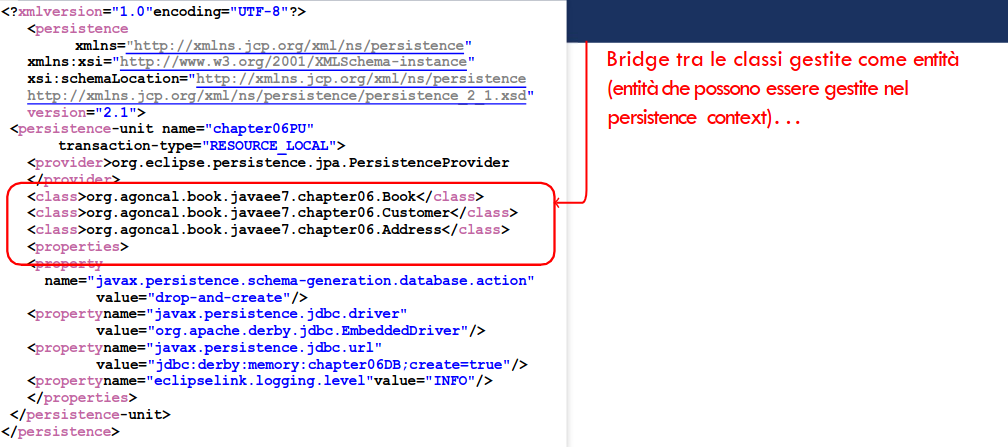 <?xmlversion="1.0"encoding="UTF-8"?>
<persistence
xmlns="http://xmlns.jcp.org/xml/ns/persistence"
xmlns:xsi="http://www.w3.org/2001/XMLSchema-instance"
xsi:schemaLocation="http://xmlns.jcp.org/xml/ns/persistence
http://xmlns.jcp.org/xml/ns/persistence/persistence_2_1.xsd"
version="2.1">
<persistence-unit name="chapter06PU"
transaction-type="RESOURCE_LOCAL">
<provider>org.eclipse.persistence.jpa.PersistenceProvider
</provider>
<class>org.agoncal.book.javaee7.chapter06.Book</class>
<class>org.agoncal.book.javaee7.chapter06.Customer</class>
<class>org.agoncal.book.javaee7.chapter06.Address</class>
<properties>
<property
name="javax.persistence.schema-generation.database.action"
value="drop-and-create"/>
<propertyname="javax.persistence.jdbc.driver"
value="org.apache.derby.jdbc.EmbeddedDriver"/>
<propertyname="javax.persistence.jdbc.url"
value="jdbc:derby:memory:chapter06DB;create=true"/>
<propertyname="eclipselink.logging.level"value="INFO"/>
</properties>
</persistence-unit>
</persistence>
Bridge tra le classi gestite come entità
(entità che possono essere gestite nel
persistence context)...